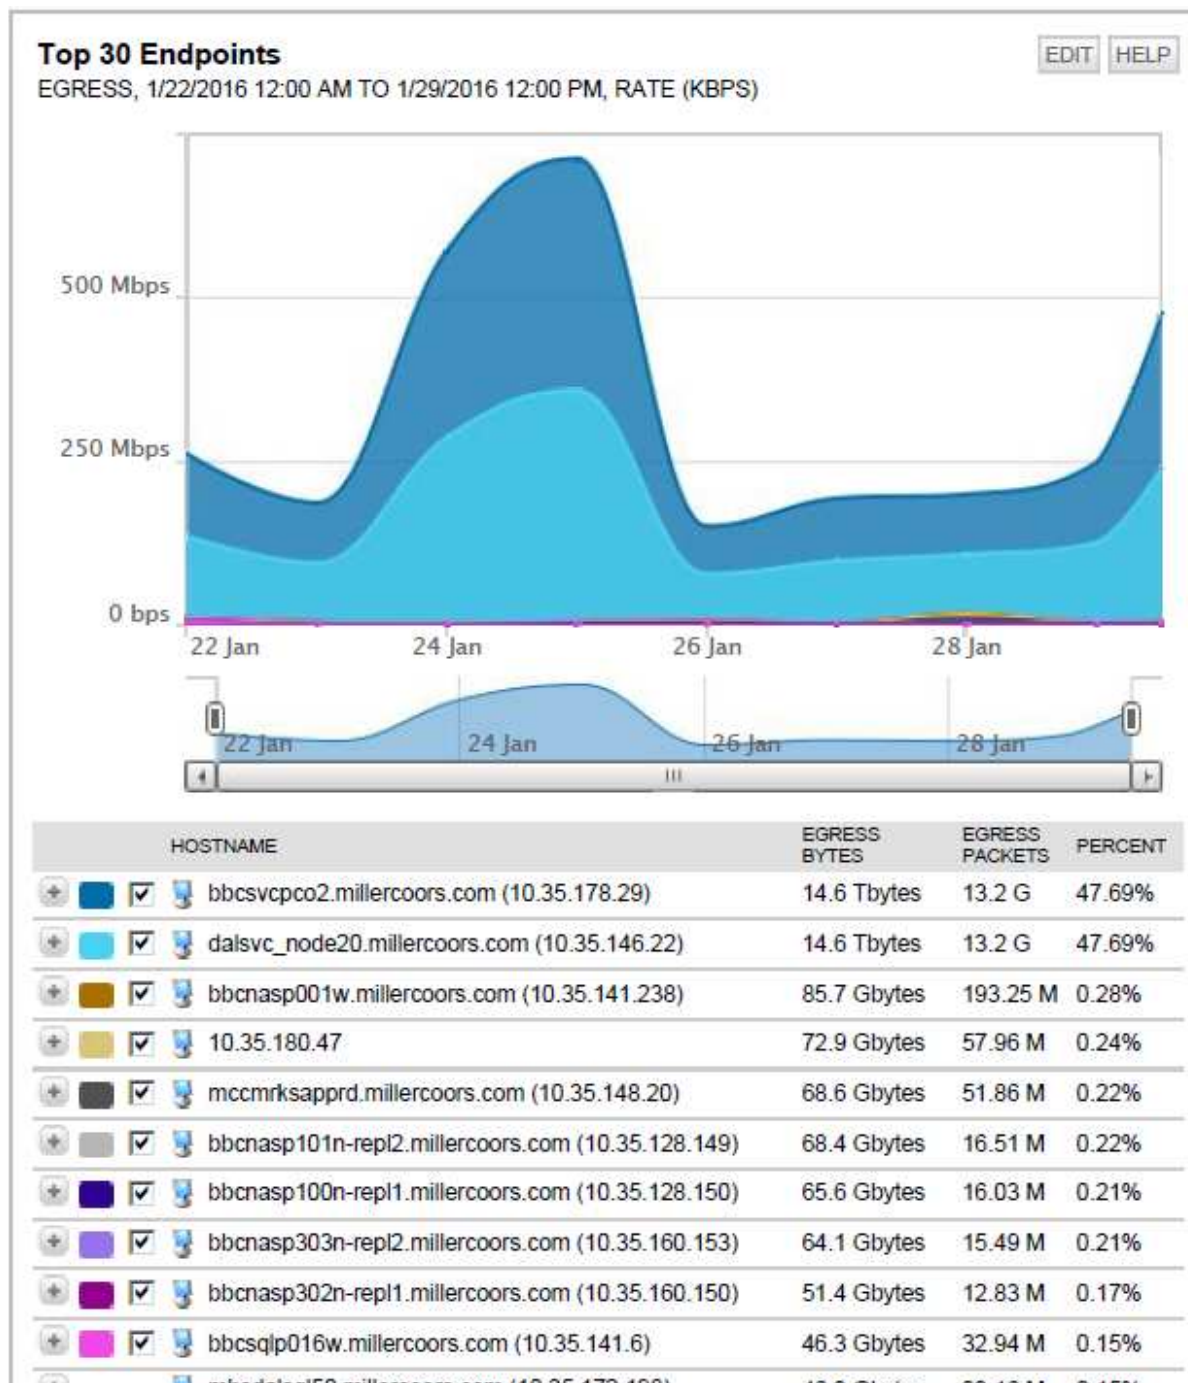 Top 30 Endpoints
EDIT HELP
EGRESS, 1/22/2016 12:00 AM TO 1/29/2016 12:00 PM, RATE (KBPS)
500 Mbps
250 Mbps
0 bps
22 Jan 24 Jan 26 Jan 28 Jan
22 Jan 24 Jan 26 Jan 28 Jan
HOSTNAME EGRESS BYTES EGRESS PACKETS PERCENT
bbcsvcpco2.millercoors.com (10.35.178.29) 14.6 Tbytes 13.2 G 47.69%
dalsvc_node20.millercoors.com (10.35.146.22) 14.6 Tbytes 13.2 G 47.69%
bbcnasp001w.millercoors.com (10.35.141.238) 85.7 Gbytes 193.25 M 0.28%
10.35.180.47 72.9 Gbytes 57.96 M 0.24%
mccmrksapprd.millercoors.com (10.35.148.20) 68.6 Gbytes 51.86 M 0.22%
bbcnasp101n-repl2.millercoors.com (10.35.128.149) 68.4 Gbytes 16.51 M 0.22%
bbcnasp100n-repl1.millercoors.com (10.35.128.150) 65.6 Gbytes 16.03 M 0.21%
bbcnasp303n-repl2.millercoors.com (10.35.160.153) 64.1 Gbytes 15.49 M 0.21%
bbcnasp302n-repl1.millercoors.com (10.35.160.150) 51.4 Gbytes 12.83 M 0.17%
bbcsqlp016w.millercoors.com (10.35.141.6) 46.3 Gbytes 32.94 M 0.15%